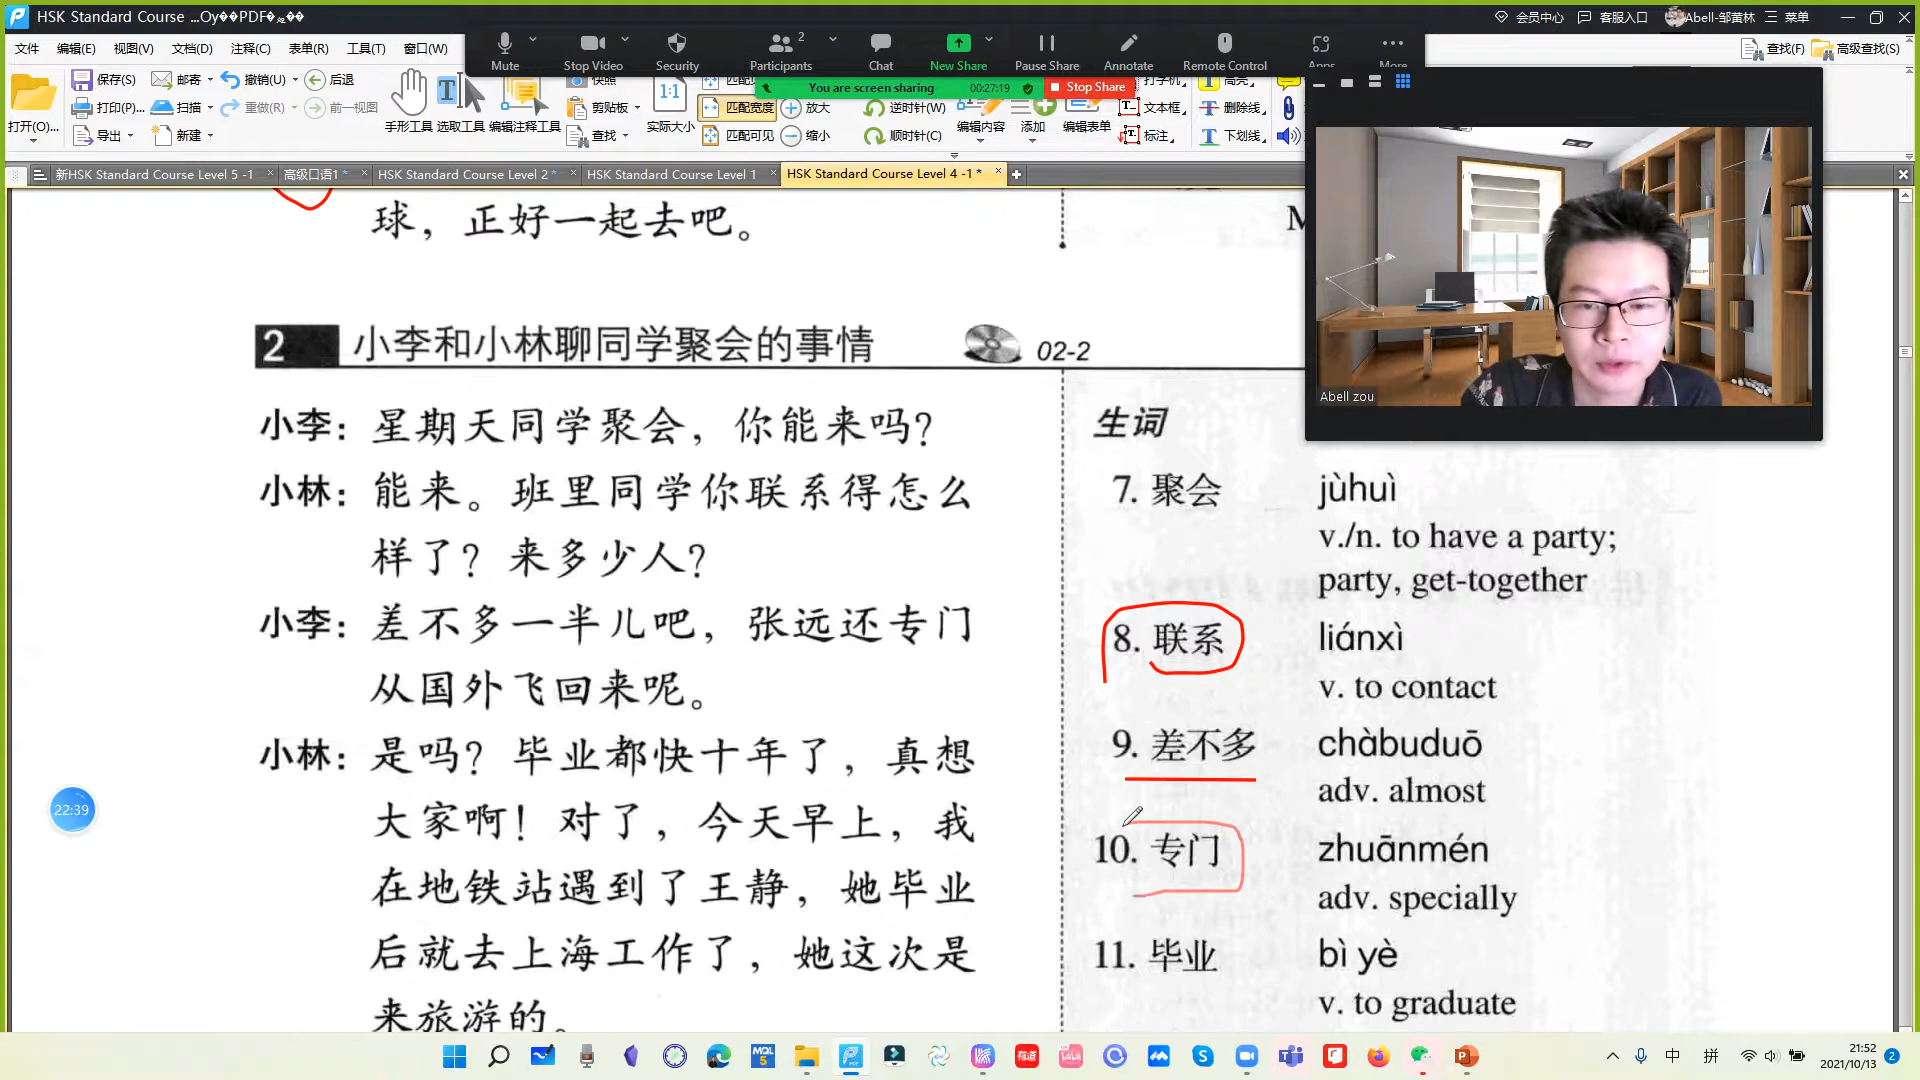 HSK Standard Course ...Oy��PDF�ޱ��
会员中心 客服入口 Abell-邹茜林 三 菜单
文件 编辑(E) 视图(V) 文档(D) 注释(C) 表单(R) 工具(T) 窗口(W)
Mute Stop Video Security Participants 2 Chat New Share Pause Share Annotate Remote Control Apps More
查找(F) 高级查找(S)
You are screen sharing 00:27:19 Stop Share
打开(O)...
保存(S) 邮寄 撤销(U) 后退
打印(P)... 扫描 重做(R) 前一视图
导出 新建
手形工具 选取工具 编辑注释工具
快照
剪贴板
查找
实际大小
匹配宽度
匹配可见
放大
缩小
逆时针(W)
顺时针(C)
编辑内容 添加 编辑表单
打字机
文本框
标注
高亮
删除线
下划线
新HSK Standard Course Level 5 -1
高级口语1 *
HSK Standard Course Level 2 *
HSK Standard Course Level 1
HSK Standard Course Level 4 -1 *
球，正好一起去吧。
2 小李和小林聊同学聚会的事情 02-2
小李：星期天同学聚会，你能来吗？
小林：能来。班里同学你联系得怎么
样了？来多少人？
小李：差不多一半儿吧，张远还专门
从国外飞回来呢。
小林：是吗？毕业都快十年了，真想
大家啊！对了，今天早上，我
在地铁站遇到了王静，她毕业
后就去上海工作了，她这次是
来旅游的。
生词
7. 聚会 jùhuì
v./n. to have a party;
party, get-together
8. 联系 liánxì
v. to contact
9. 差不多 chàbuduō
adv. almost
10. 专门 zhuānmén
adv. specially
11. 毕业 bì yè
v. to graduate
Abell zou
22:39
中 拼
21:52
2021/10/13
2